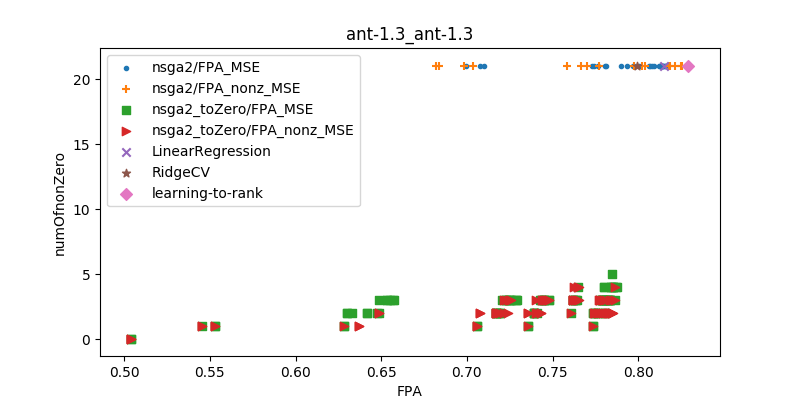 ant-1.3_ant-1.3
nsga2/FPA_MSE
nsga2/FPA_nonz_MSE
nsga2_toZero/FPA_MSE
nsga2_toZero/FPA_nonz_MSE
LinearRegression
RidgeCV
learning-to-rank
numOfnonZero
20
15
10
5
0
0.50 0.55 0.60 0.65 0.70 0.75 0.80
FPA